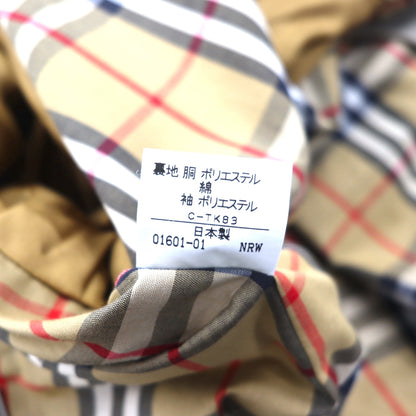 裏地 胴 ポリエステル
綿
袖 ポリエステル
C-TK83
日本製
01601-01 NRW